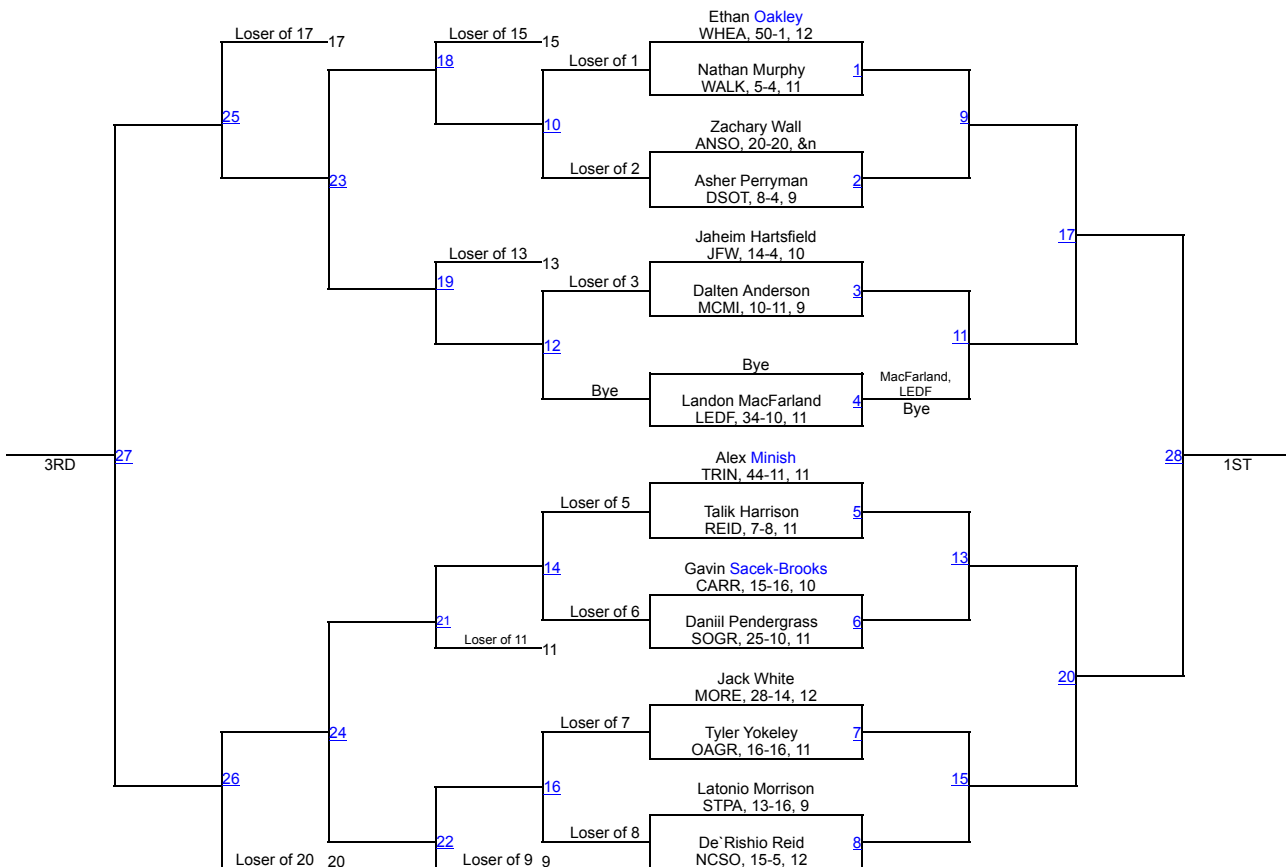 Ethan Oakley
WHEA, 50-1, 12
Loser of 17
17
Loser of 15
15
18
Loser of 1
Nathan Murphy
WALK, 5-4, 11
1
25
10
9
Zachary Wall
ANSO, 20-20, &n
Loser of 2
Asher Perryman
DSOT, 8-4, 9
2
23
Jaheim Hartsfield
JFW, 14-4, 10
17
Loser of 13
13
19
Loser of 3
Dalten Anderson
MCMI, 10-11, 9
3
12
11
Bye
Bye
Landon MacFarland
LEDF, 34-10, 11
4
MacFarland,
LEDF
Bye
3RD
27
Alex Minish
TRIN, 44-11, 11
28
1ST
Loser of 5
Talik Harrison
REID, 7-8, 11
5
14
13
Gavin Sacek-Brooks
CARR, 15-16, 10
21
Loser of 6
Daniil Pendergrass
SOGR, 25-10, 11
6
Loser of 11
11
Jack White
MORE, 28-14, 12
20
Loser of 7
Tyler Yokeley
OAGR, 16-16, 11
7
24
26
16
15
Latonio Morrison
STPA, 13-16, 9
22
Loser of 8
De`Rishio Reid
NCSO, 15-5, 12
8
Loser of 20
20
Loser of 9
9